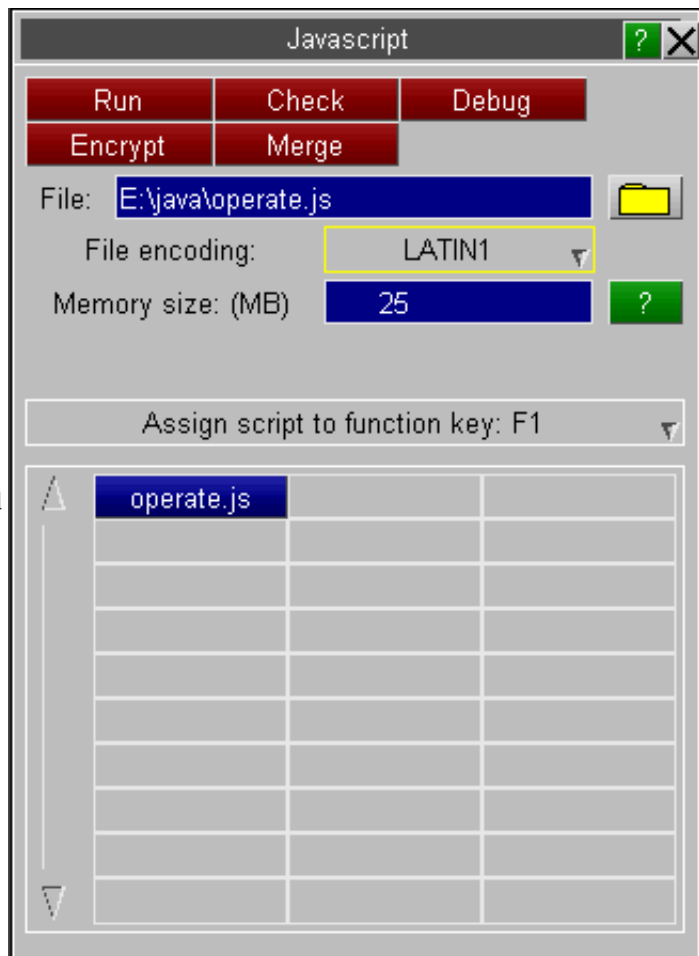 Javascript ? X
Run Check Debug
Encrypt Merge
File: E:\java\operate.js
File encoding: LATIN1
Memory size: (MB) 25 ?
Assign script to function key: F1
operate.js